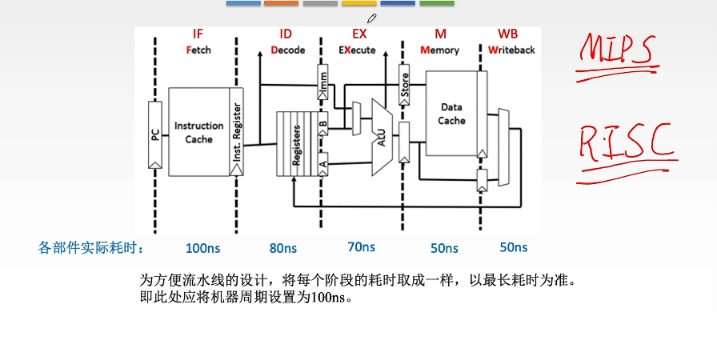 IF ID EX M WB
Fetch Decode EXecute Memory Writeback
MIPS
RISC
PC
Instruction Cache
Inst. Register
Registers
Imm
B
A
ALU
Store
Data Cache
各部件实际耗时： 100ns 80ns 70ns 50ns 50ns
为方便流水线的设计，将每个阶段的耗时取成一样，以最长耗时为准。
即此处应将机器周期设置为100ns。